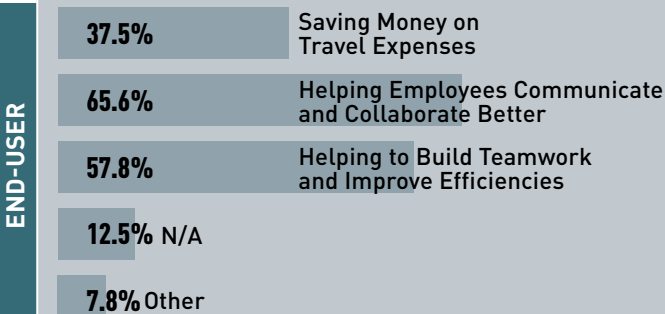 END-USER
37.5%
Saving Money on
Travel Expenses
65.6%
Helping Employees Communicate
and Collaborate Better
57.8%
Helping to Build Teamwork
and Improve Efficiencies
12.5% N/A
7.8% Other